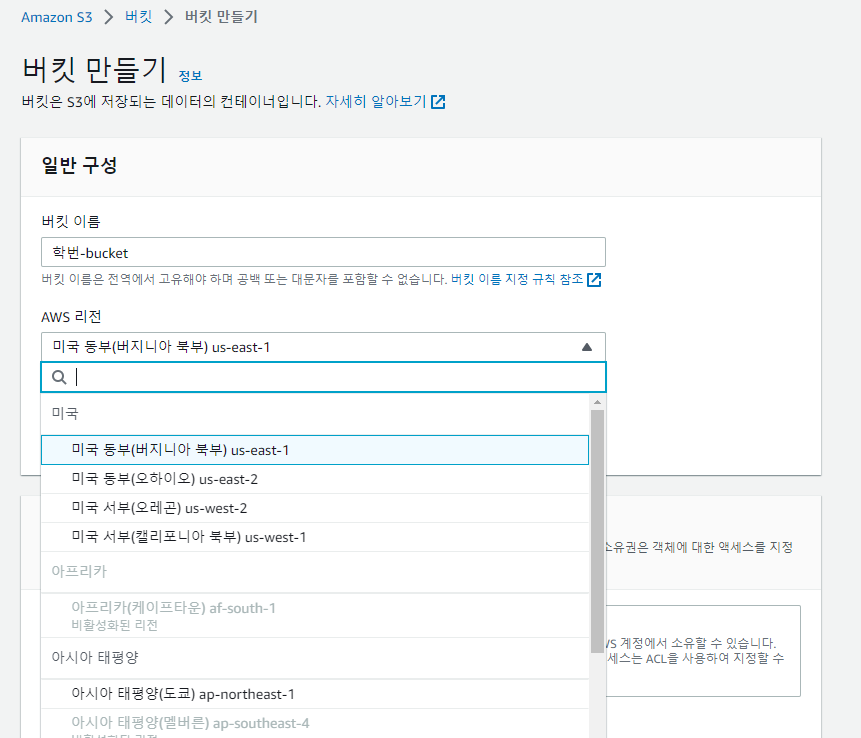 Amazon S3 > 버킷 > 버킷 만들기
버킷 만들기 정보
버킷은 S3에 저장되는 데이터의 컨테이너입니다. 자세히 알아보기
일반 구성
버킷 이름
학번-bucket
버킷 이름은 전역에서 고유해야 하며 공백 또는 대문자를 포함할 수 없습니다. 버킷 이름 지정 규칙 참조
AWS 리전
미국 동부(버지니아 북부) us-east-1
미국
미국 동부(버지니아 북부) us-east-1
미국 동부(오하이오) us-east-2
미국 서부(오레곤) us-west-2
미국 서부(캘리포니아 북부) us-west-1
소유권은 객체에 대한 액세스를 지정
아프리카
아프리카(케이프타운) af-south-1
비활성화된 리전
계정에서 소유할 수 있습니다.
세스는 ACL을 사용하여 지정할 수
아시아 태평양
아시아 태평양(도쿄) ap-northeast-1
아시아 태평양(멜버른) ap-southeast-4